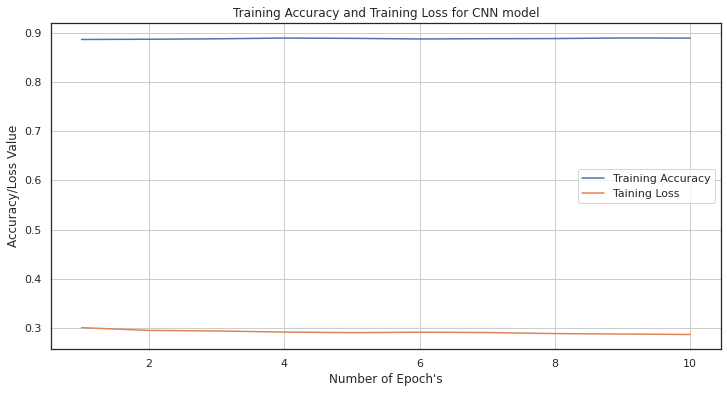 Training Accuracy and Training Loss for CNN model
0.9
0.8
0.7
0.6
0.5
0.4
0.3
Accuracy/Loss Value
Training Accuracy
Taining Loss
2 4 6 8 10
Number of Epoch's